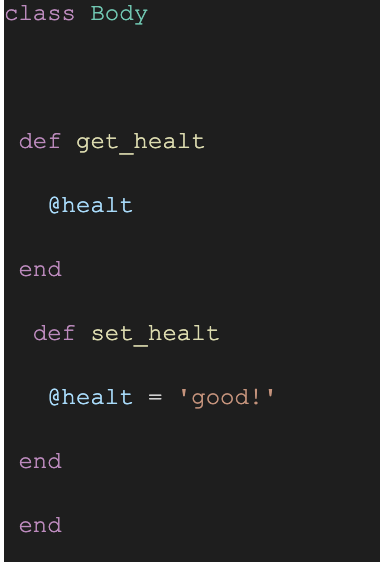 class Body
def get_healt
@healt
end
def set_healt
@healt = 'good!'
end
end